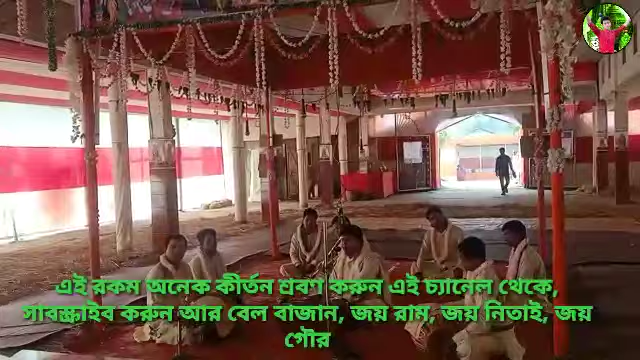 এই রকম অনেক কীর্তন শ্রবণ করুন এই চ্যানেল থেকে,
সাবস্ক্রাইব করুন আর বেল বাজান, জয় রাম, জয় নিতাই, জয়
গৌর